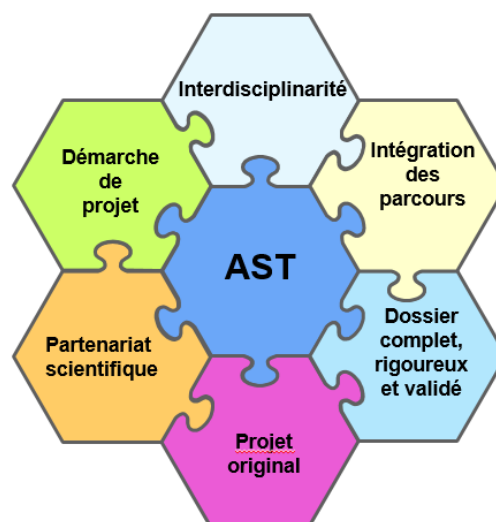 Interdisciplinarité
Démarche
de
projet
Intégration
des
parcours
AST
Partenariat
scientifique
Dossier
complet,
rigoureux
et validé
Projet
original